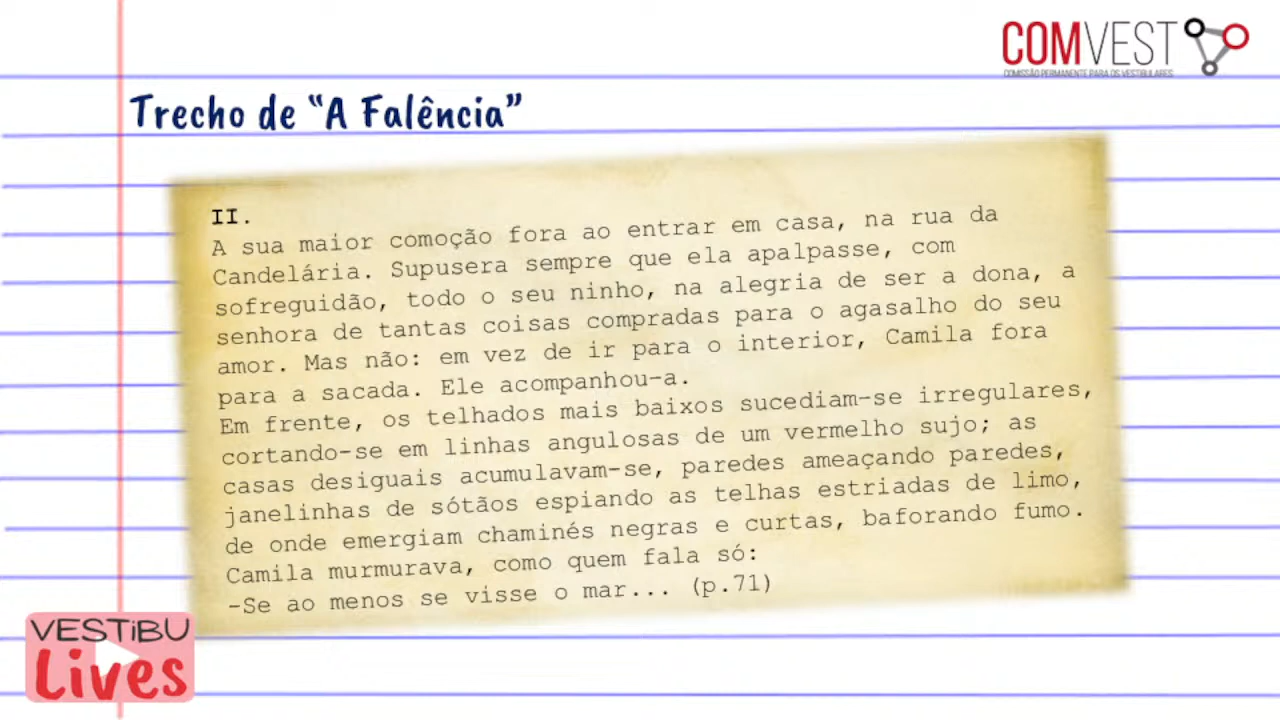 COMVEST
COMISSÃO PERMANENTE PARA OS VESTIBULARES
Trecho de “A Falência”
II.
A sua maior comoção fora ao entrar em casa, na rua da
Candelária. Supusera sempre que ela apalpasse, com
sofreguidão, todo o seu ninho, na alegria de ser a dona, a
senhora de tantas coisas compradas para o agasalho do seu
amor. Mas não: em vez de ir para o interior, Camila fora
para a sacada. Ele acompanhou-a.
Em frente, os telhados mais baixos sucediam-se irregulares,
cortando-se em linhas angulosas de um vermelho sujo; as
casas desiguais acumulavam-se, paredes ameaçando paredes,
janelinhas de sótãos espiando as telhas estriadas de limo,
de onde emergiam chaminés negras e curtas, baforando fumo.
Camila murmurava, como quem fala só:
-Se ao menos se visse o mar... (p.71)
VESTiBU
Lives